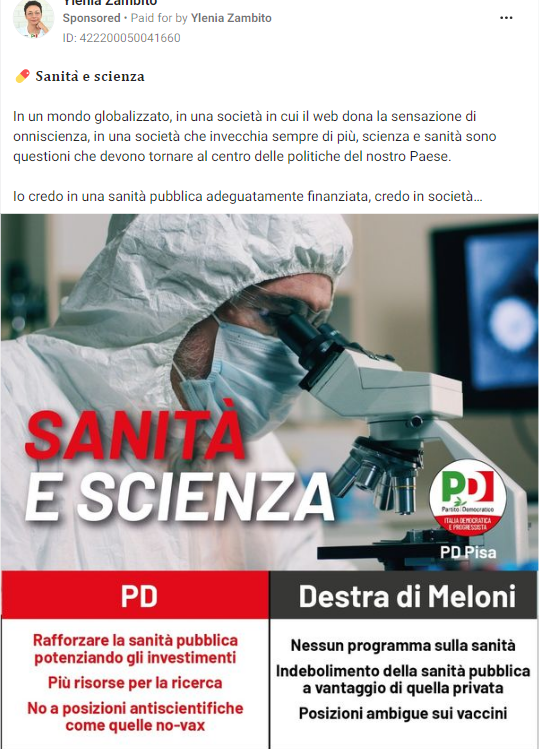 Ylenia Zambito
Sponsored • Paid for by Ylenia Zambito
ID: 422200050041660
Sanità e scienza
In un mondo globalizzato, in una società in cui il web dona la sensazione di
onniscienza, in una società che invecchia sempre di più, scienza e sanità sono
questioni che devono tornare al centro delle politiche del nostro Paese.
Io credo in una sanità pubblica adeguatamente finanziata, credo in società...
SANITÀ
E SCIENZA
PD
Partito Democratico
ITALIA DEMOCRATICA
E PROGRESSISTA
PD Pisa
PD
Rafforzare la sanità pubblica
potenziando gli investimenti
Più risorse per la ricerca
No a posizioni antiscientifiche
come quelle no-vax
Destra di Meloni
Nessun programma sulla sanità
Indebolimento della sanità pubblica
a vantaggio di quella privata
Posizioni ambigue sui vaccini